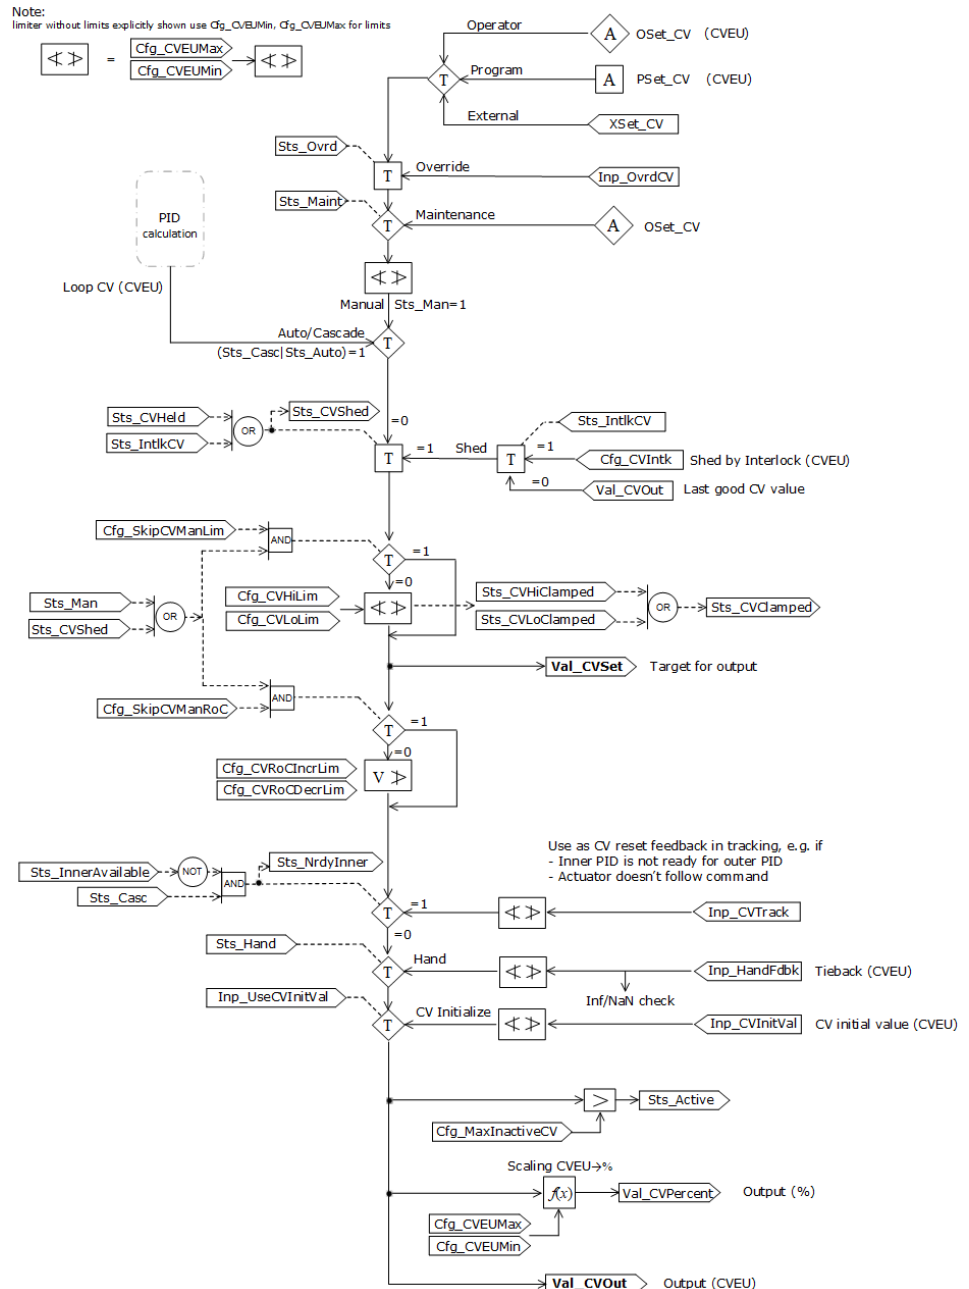 Note:
limiter without limits explicitly shown use Cfg_CVEUMin, Cfg_CVEUMax for limits
=
Cfg_CVEUMax
Cfg_CVEUMin
Operator
A
OSet_CV (CVEU)
T
Program
A
PSet_CV (CVEU)
External
XSet_CV
Sts_Ovrd
T
Override
Inp_OvrdCV
Sts_Maint
T
Maintenance
A
OSet_CV
PID
calculation
Loop CV (CVEU)
Manual
Sts_Man=1
Auto/Cascade
(Sts_Casc|Sts_Auto)=1
T
Sts_CVHeld
Sts_IntlkCV
OR
Sts_CVShed
=0
T
=1
Shed
T
Sts_IntlkCV
=1
Cfg_CVIntk
Shed by Interlock (CVEU)
=0
Val_CVOut
Last good CV value
Cfg_SkipCVManLim
AND
T
=1
=0
Sts_Man
Sts_CVShed
OR
Cfg_CVHiLim
Cfg_CVLoLim
Sts_CVHiClamped
Sts_CVLoClamped
OR
Sts_CVClamped
Val_CVSet
Target for output
AND
Cfg_SkipCVManRoC
T
=1
=0
Cfg_CVRoCIncrLim
Cfg_CVRoCDecrLim
V
Use as CV reset feedback in tracking, e.g. if
- Inner PID is not ready for outer PID
- Actuator doesn't follow command
Sts_InnerAvailable
NOT
Sts_Casc
AND
Sts_NrdyInner
T
=1
Inp_CVTrack
=0
Sts_Hand
T
Hand
Inp_HandFdbk
Tieback (CVEU)
Inf/NaN check
Inp_UseCVInitVal
T
CV Initialize
Inp_CVInitVal
CV initial value (CVEU)
>
Sts_Active
Cfg_MaxInactiveCV
Scaling CVEU→%
f(x)
Val_CVPercent
Output (%)
Cfg_CVEUMax
Cfg_CVEUMin
Val_CVOut
Output (CVEU)